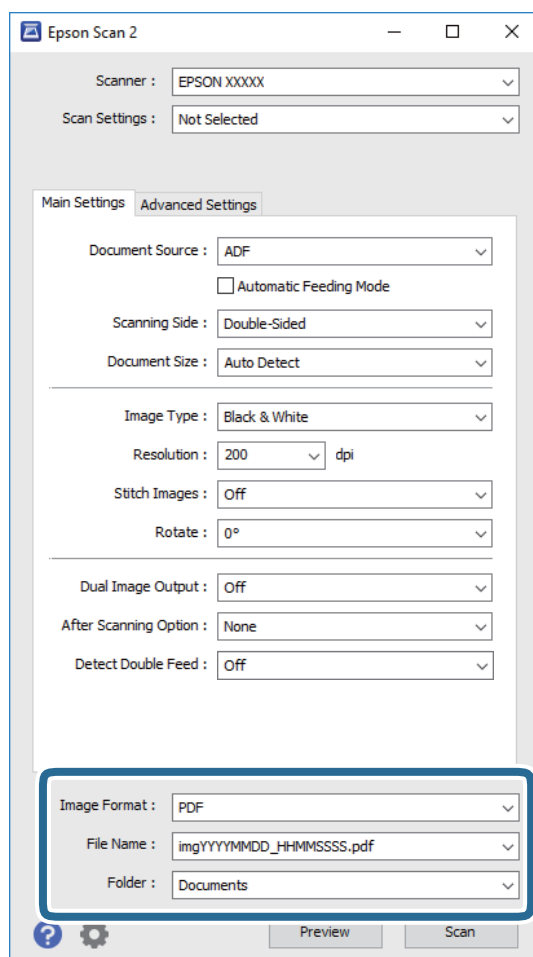 Epson Scan 2
Scanner : EPSON XXXXX
Scan Settings : Not Selected
Main Settings Advanced Settings
Document Source : ADF
Automatic Feeding Mode
Scanning Side : Double-Sided
Document Size : Auto Detect
Image Type : Black & White
Resolution : 200 dpi
Stitch Images : Off
Rotate : 0°
Dual Image Output : Off
After Scanning Option : None
Detect Double Feed : Off
Image Format : PDF
File Name : imgYYYYMMDD_HHMMSSSS.pdf
Folder : Documents
? Preview Scan